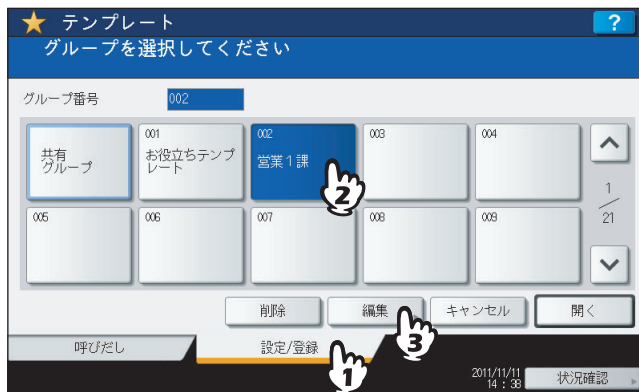 テンプレート
?
グループを選択してください
グループ番号 002
共有
グループ
001
お役立ちテンプ
レート
002
営業1課
003
004
1
21
005
006
007
008
009
削除
編集
キャンセル
開く
呼びだし
設定/登録
2
3
1
2011/11/11
14:38
状況確認